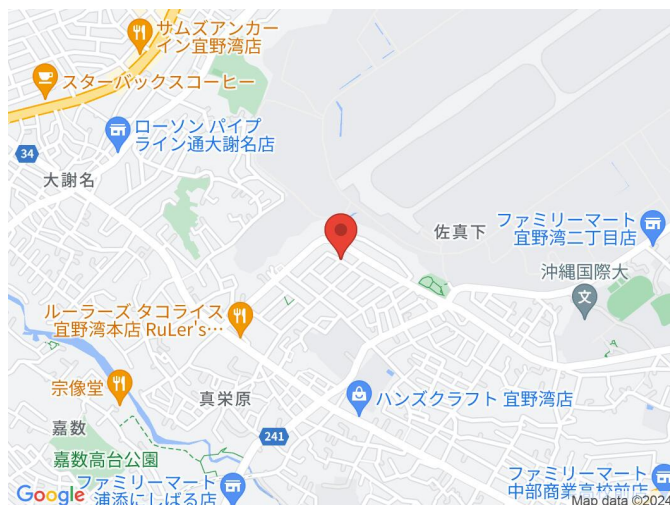 サムズアンカー
イン宜野湾店
スターバックスコーヒー
ローソン パイプ
ライン通大謝名店
34
大謝名
佐真下
ファミリーマート
宜野湾二丁目店
沖縄国際大
文
ルーラーズ タコライス
宜野湾本店 RuLer's…
宗像堂
真栄原
ハンズクラフト 宜野湾店
嘉数
241
嘉数高台公園
ファミリーマート
浦添にしばる店
ファミリーマート
中部商業高校前店
Google
Map data ©2024